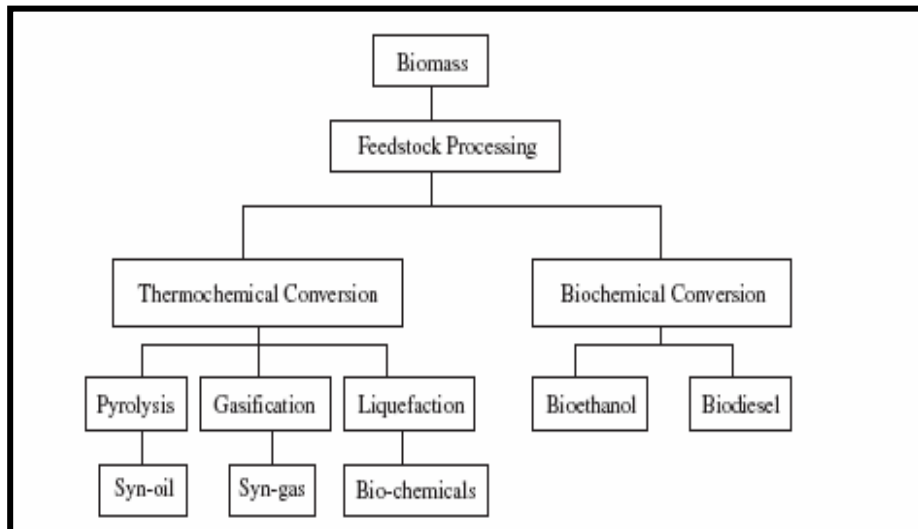 Biomass
Feedstock Processing
Thermochemical Conversion
Biochemical Conversion
Pyrolysis
Gasification
Liquefaction
Bioethanol
Biodiesel
Syn-oil
Syn-gas
Bio-chemicals